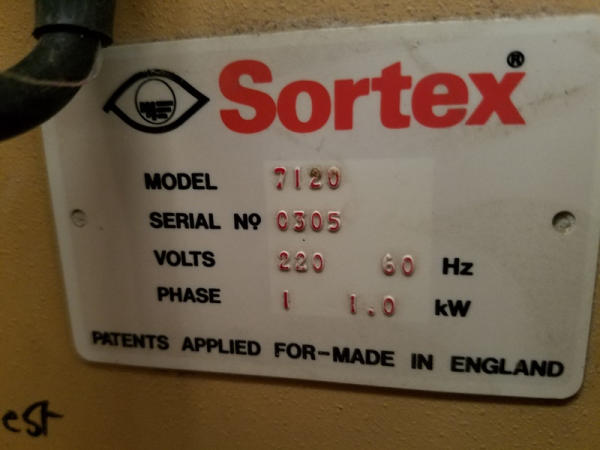 Sortex®
MODEL 7120
SERIAL Nº 0305
VOLTS 220 60 Hz
PHASE 1 1.0 kW
PATENTS APPLIED FOR-MADE IN ENGLAND
est